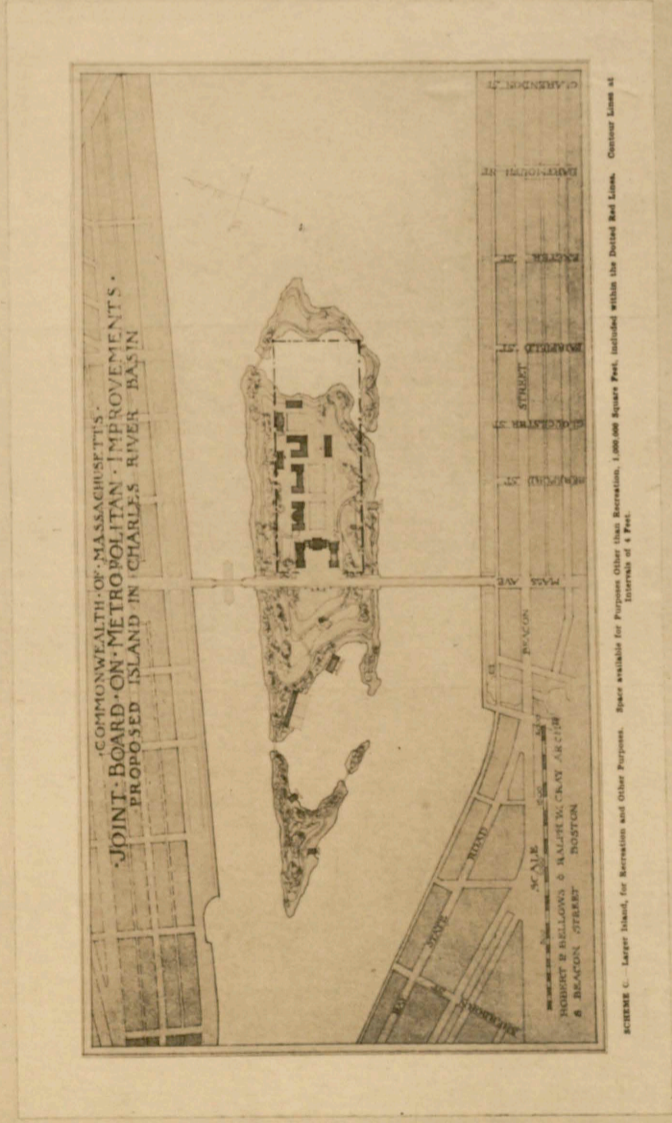 ·COMMONWEALTH·OF·MASSACHUSETTS·
·JOINT·BOARD·ON·METROPOLITAN·IMPROVEMENTS·
·PROPOSED ISLAND IN CHARLES RIVER BASIN
MASS AVE
HEREFORD ST
GLOUCESTER ST
FAIRFIELD ST
EXETER ST
DARTMOUTH ST
CLARENDON ST
BEACON
STREET
BAY STATE ROAD
SCALE
ROBERT P BELLOWS & RALPH W. GRAY ARCHTS
8 BEACON STREET BOSTON
SCHEME C. Larger Island, for Recreation and Other Purposes. Space available for Purposes Other than Recreation, 1,000,000 Square Feet, included within the Dotted Red Lines. Contour Lines at
Intervals of 4 Feet.